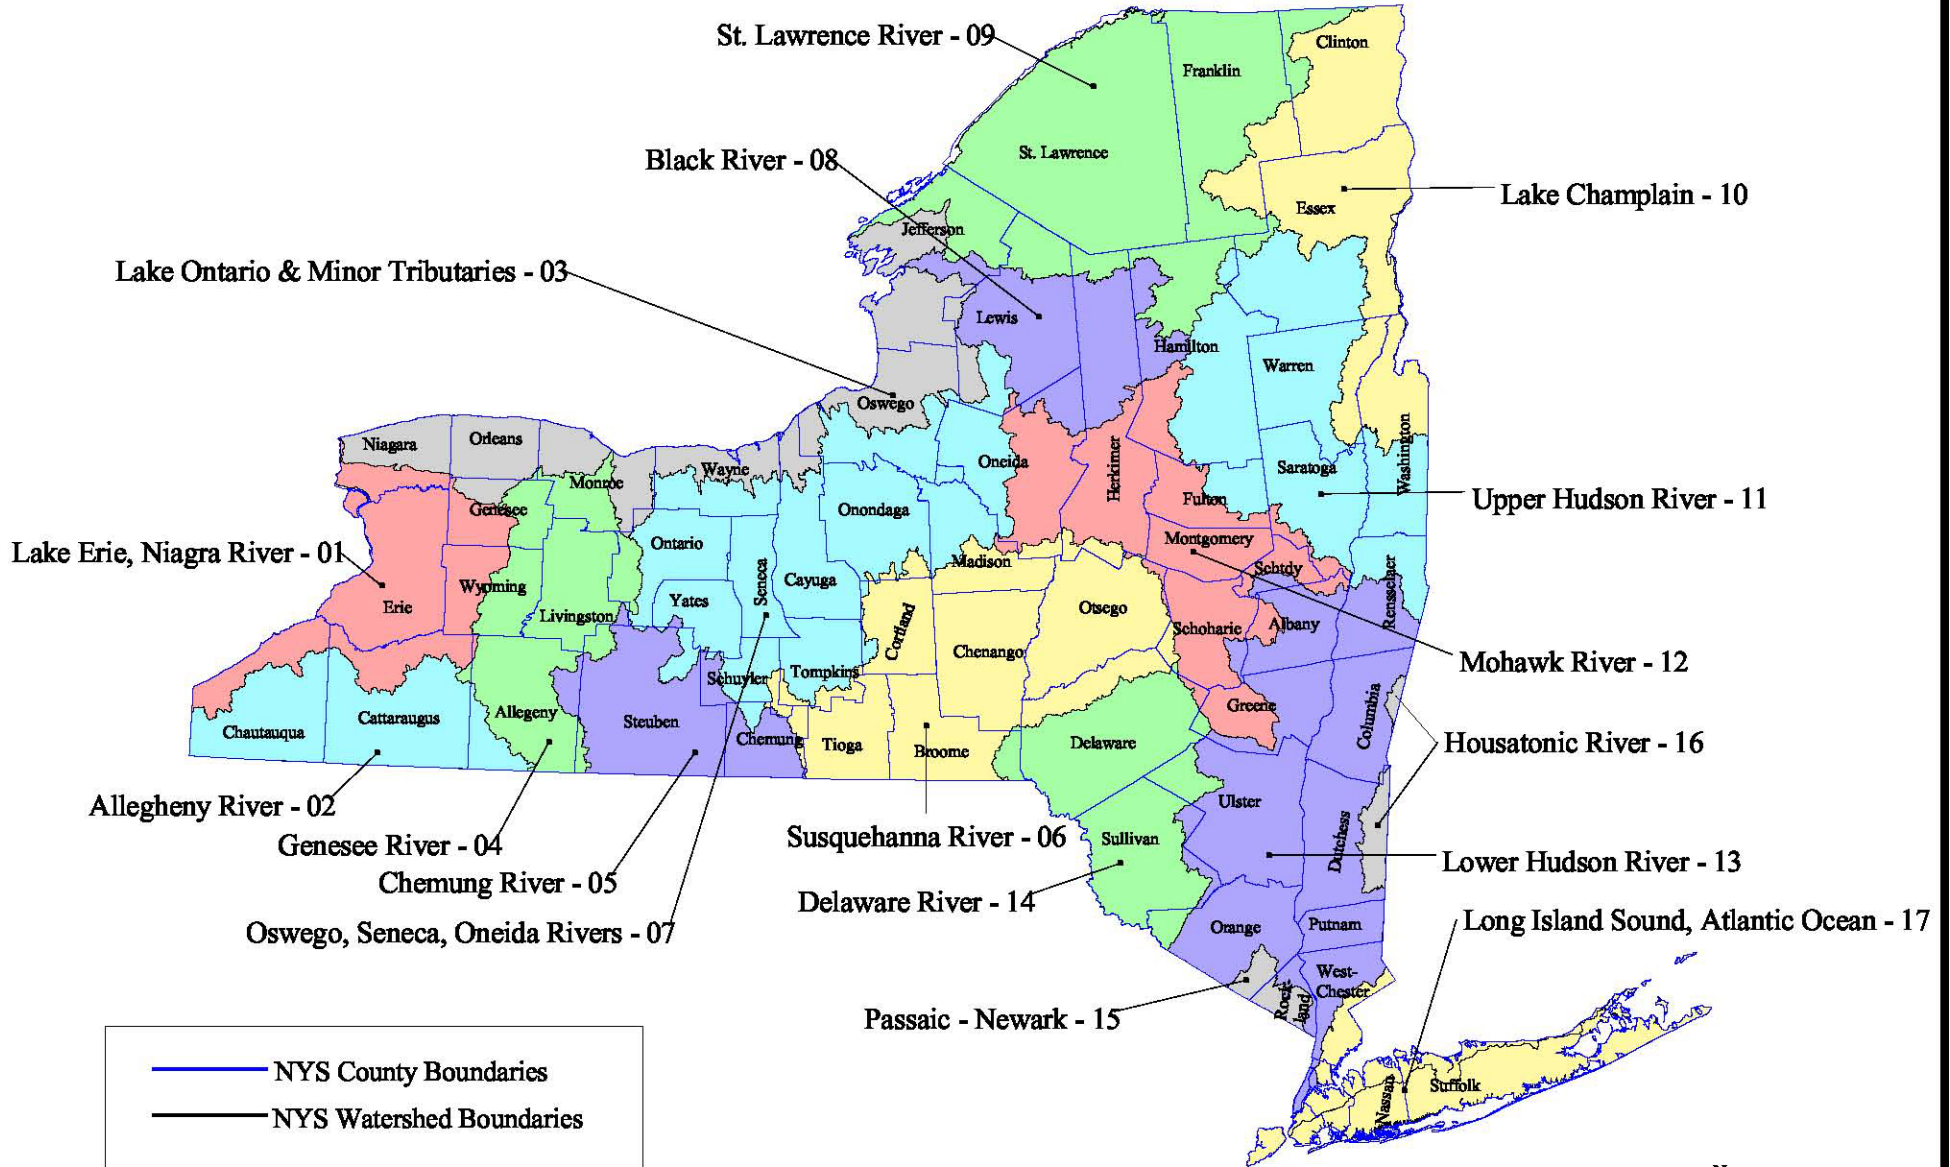 St. Lawrence River - 09
Clinton
Franklin
St. Lawrence
Black River - 08
Lake Champlain - 10
Essex
Jefferson
Lake Ontario & Minor Tributaries - 03
Lewis
Hamilton
Warren
Oswego
Niagara
Orleans
Wayne
Monroe
Oneida
Herkimer
Saratoga
Washington
Genesee
Onondaga
Fulton
Upper Hudson River - 11
Lake Erie, Niagra River - 01
Ontario
Montgomery
Madison
Schtdy
Rensselaer
Erie
Wyoming
Livingston
Yates
Seneca
Cayuga
Cortland
Otsego
Schoharie
Albany
Chenango
Mohawk River - 12
Schuyler
Tompkins
Chautauqua
Cattaraugus
Allegeny
Steuben
Chemung
Tioga
Broome
Delaware
Greene
Columbia
Housatonic River - 16
Allegheny River - 02
Genesee River - 04
Chemung River - 05
Susquehanna River - 06
Sullivan
Ulster
Dutchess
Lower Hudson River - 13
Delaware River - 14
Oswego, Seneca, Oneida Rivers - 07
Orange
Putnam
Long Island Sound, Atlantic Ocean - 17
West-
Chester
Rock-
land
Passaic - Newark - 15
Nassau
Suffolk
NYS County Boundaries
NYS Watershed Boundaries